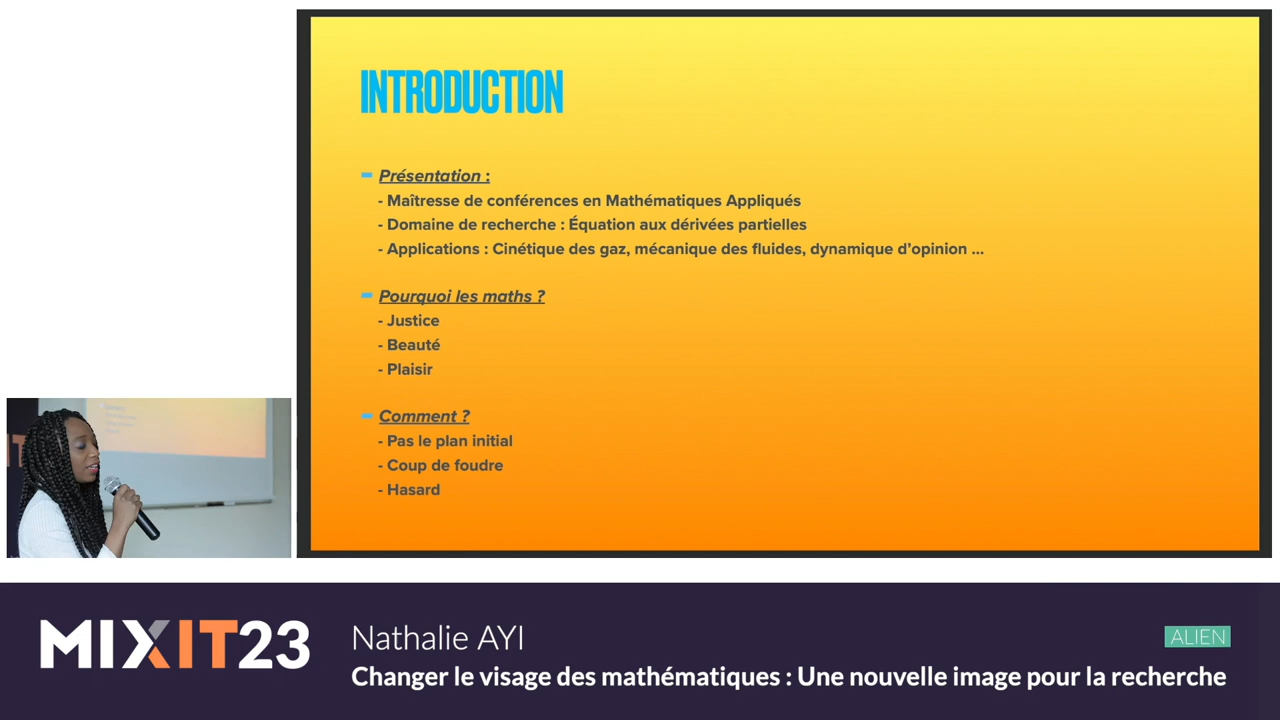 INTRODUCTION
Présentation :
- Maîtresse de conférences en Mathématiques Appliqués
- Domaine de recherche : Équation aux dérivées partielles
- Applications : Cinétique des gaz, mécanique des fluides, dynamique d'opinion ...
Pourquoi les maths ?
- Justice
- Beauté
- Plaisir
Comment ?
- Pas le plan initial
- Coup de foudre
- Hasard
MIXIT23
Nathalie AYI
ALIEN
Changer le visage des mathématiques : Une nouvelle image pour la recherche